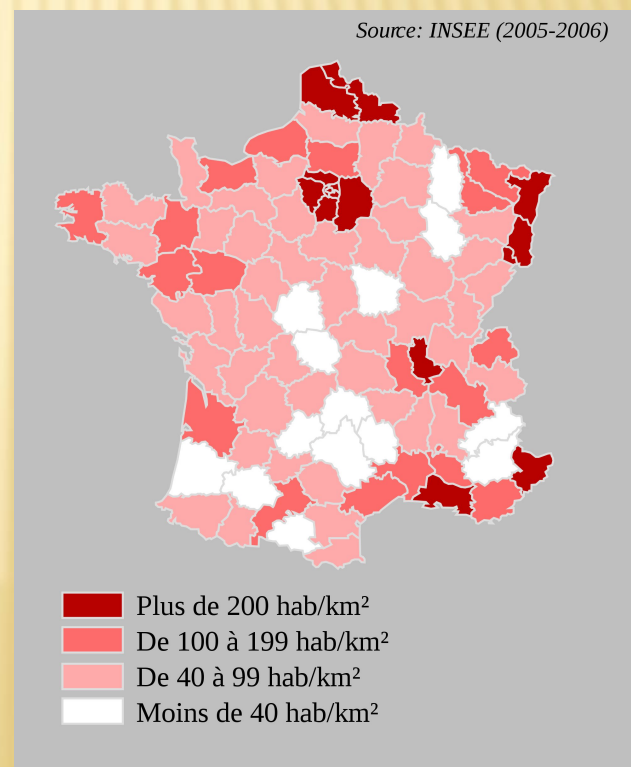 Source: INSEE (2005-2006)
Plus de 200 hab/km²
De 100 à 199 hab/km²
De 40 à 99 hab/km²
Moins de 40 hab/km²